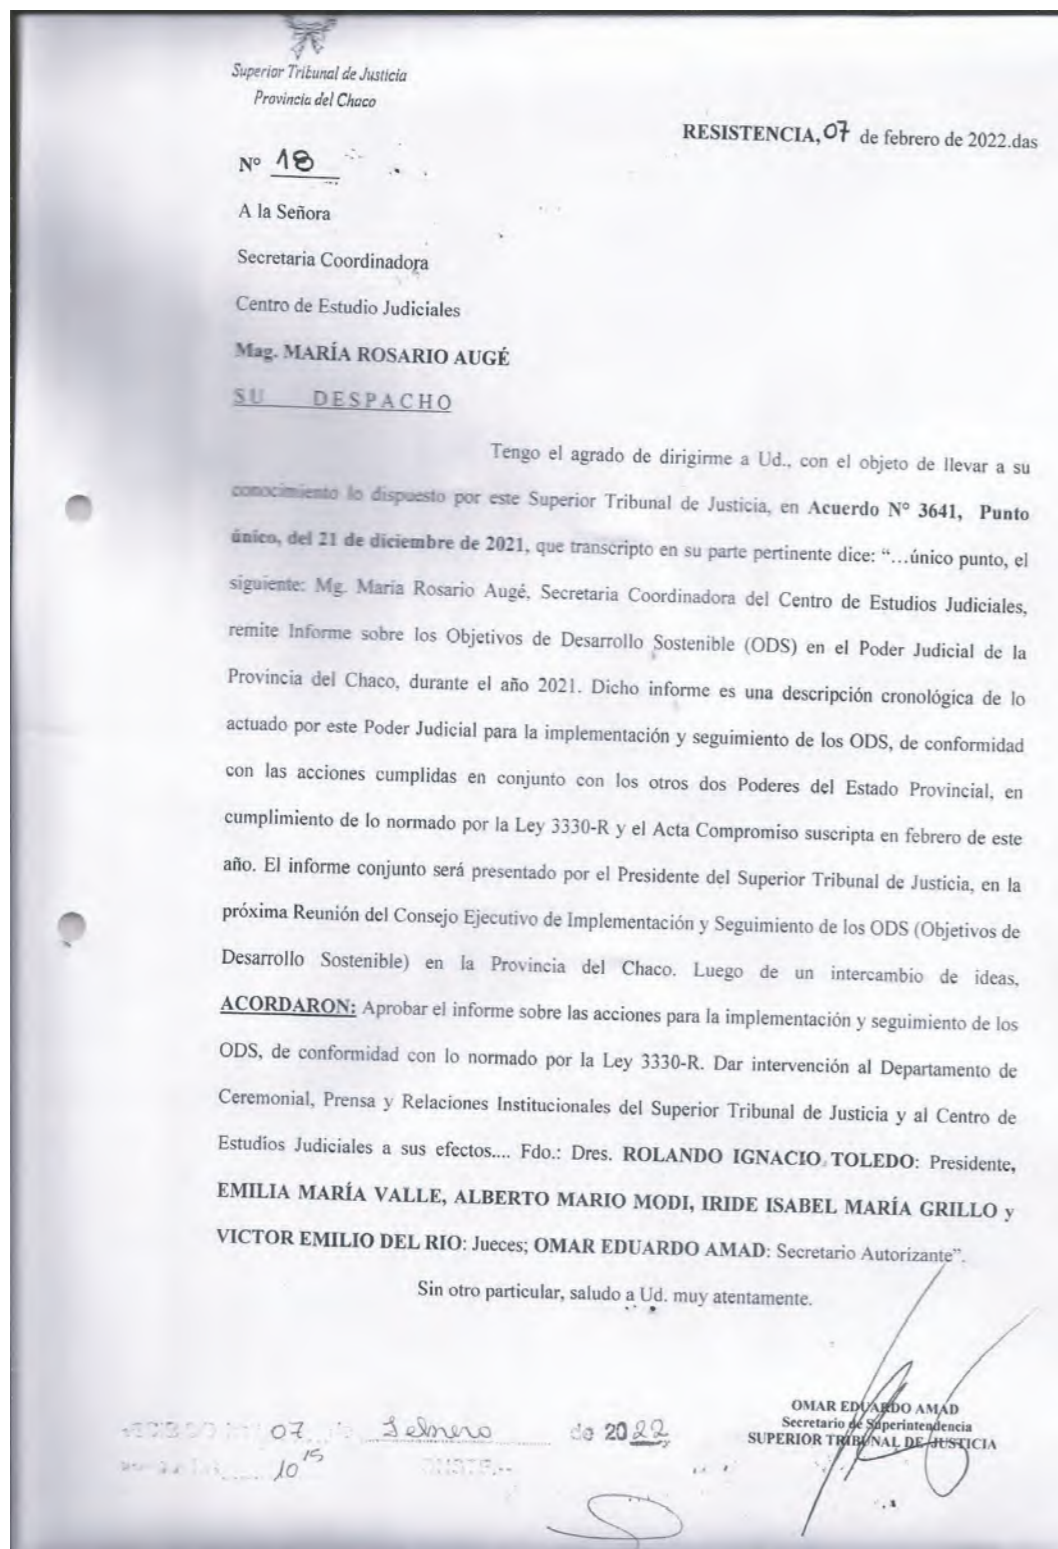 Superior Tribunal de Justicia
Provincia del Chaco
RESISTENCIA, 07 de febrero de 2022.das
Nº 18
A la Señora
Secretaria Coordinadora
Centro de Estudio Judiciales
Mag. MARÍA ROSARIO AUGÉ
SU DESPACHO
Tengo el agrado de dirigirme a Ud., con el objeto de llevar a su
conocimiento lo dispuesto por este Superior Tribunal de Justicia, en Acuerdo Nº 3641, Punto
único, del 21 de diciembre de 2021, que transcripto en su parte pertinente dice: “...único punto, el
siguiente: Mg. María Rosario Augé, Secretaria Coordinadora del Centro de Estudios Judiciales,
remite Informe sobre los Objetivos de Desarrollo Sostenible (ODS) en el Poder Judicial de la
Provincia del Chaco, durante el año 2021. Dicho informe es una descripción cronológica de lo
actuado por este Poder Judicial para la implementación y seguimiento de los ODS, de conformidad
con las acciones cumplidas en conjunto con los otros dos Poderes del Estado Provincial, en
cumplimiento de lo normado por la Ley 3330-R y el Acta Compromiso suscripta en febrero de este
año. El informe conjunto será presentado por el Presidente del Superior Tribunal de Justicia, en la
próxima Reunión del Consejo Ejecutivo de Implementación y Seguimiento de los ODS (Objetivos de
Desarrollo Sostenible) en la Provincia del Chaco. Luego de un intercambio de ideas,
ACORDARON: Aprobar el informe sobre las acciones para la implementación y seguimiento de los
ODS, de conformidad con lo normado por la Ley 3330-R. Dar intervención al Departamento de
Ceremonial, Prensa y Relaciones Institucionales del Superior Tribunal de Justicia y al Centro de
Estudios Judiciales a sus efectos.... Fdo.: Dres. ROLANDO IGNACIO TOLEDO: Presidente,
EMILIA MARÍA VALLE, ALBERTO MARIO MODI, IRIDE ISABEL MARÍA GRILLO y
VICTOR EMILIO DEL RIO: Jueces; OMAR EDUARDO AMAD: Secretario Autorizante”.
Sin otro particular, saludo a Ud. muy atentamente.
OMAR EDUARDO AMAD
Secretario de Superintendencia
SUPERIOR TRIBUNAL DE JUSTICIA
07 de febrero de 2022
10 15